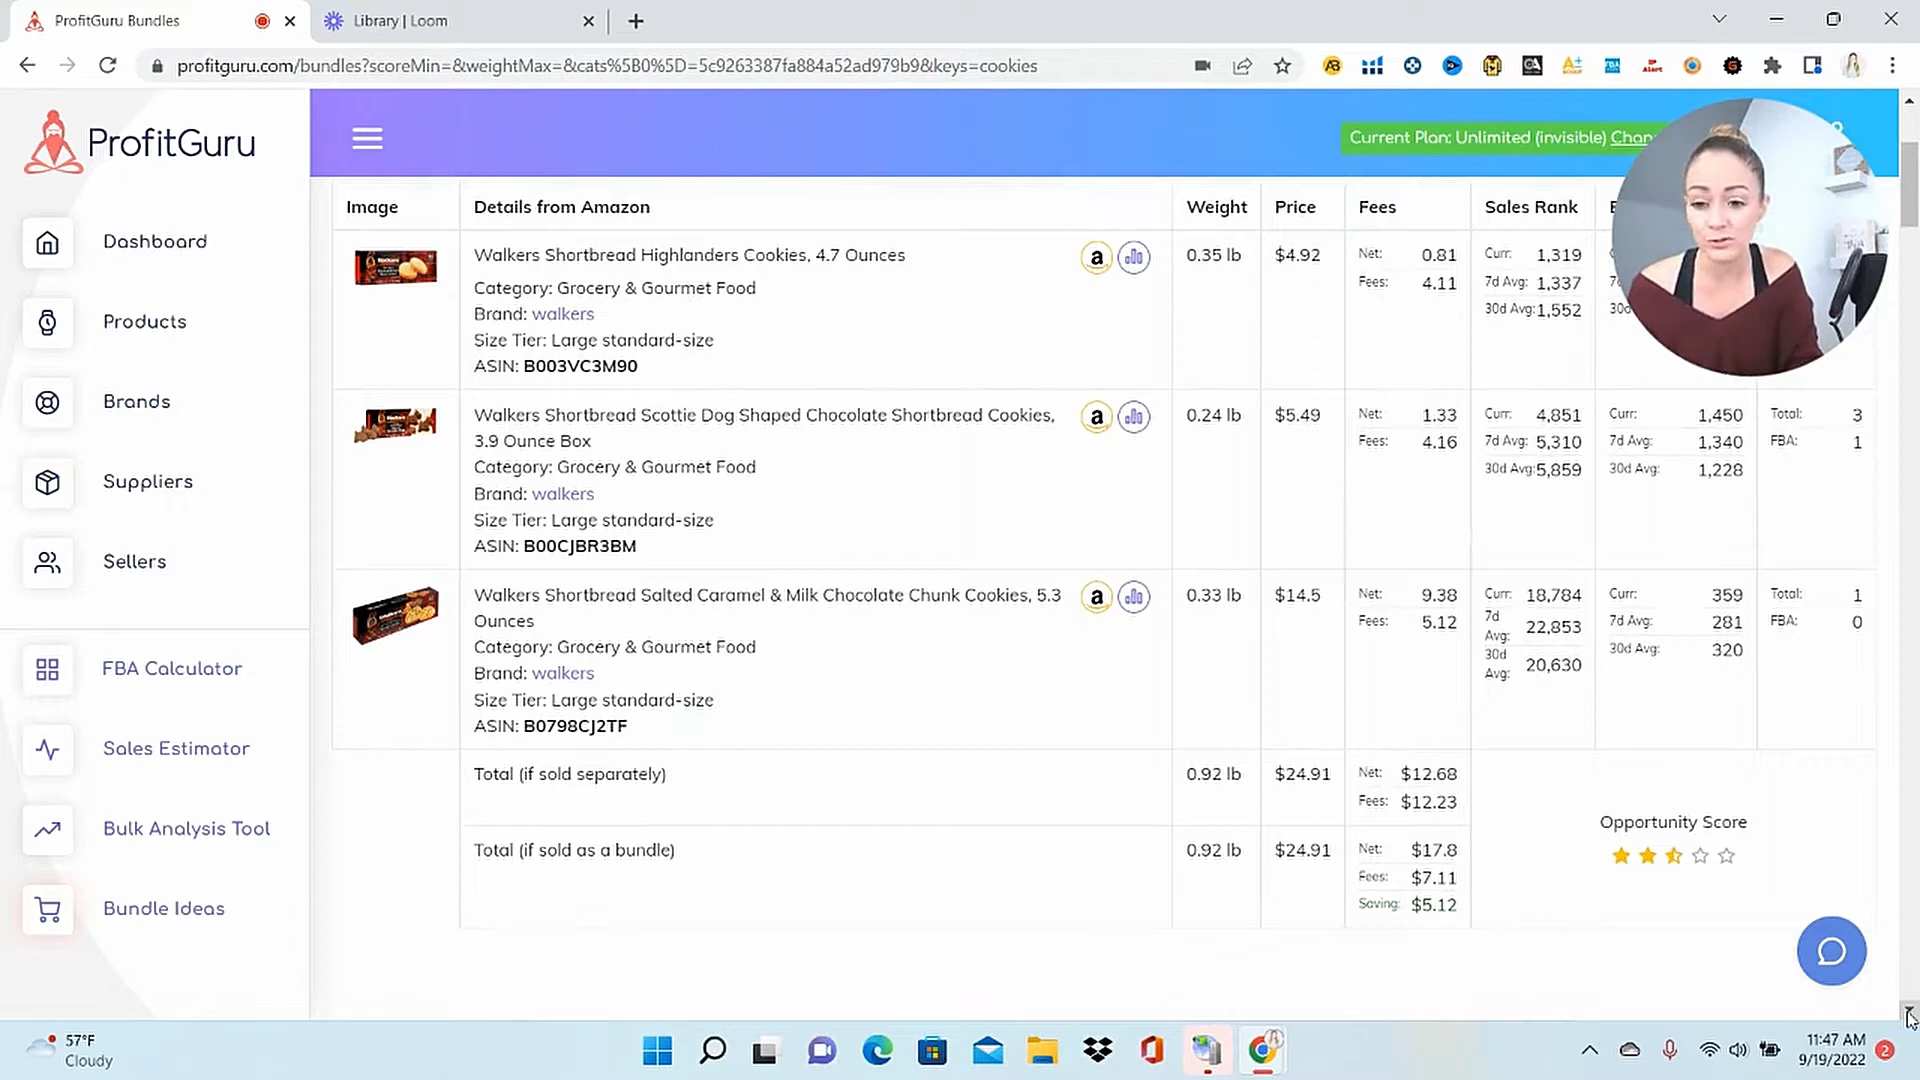 ProfitGuru Bundles
Library | Loom
profitguru.com/bundles?scoreMin=&weightMax=&cats%5B0%5D=5c9263387fa884a52ad979b9&keys=cookies
ProfitGuru
Current Plan: Unlimited (invisible)
Dashboard
Products
Brands
Suppliers
Sellers
FBA Calculator
Sales Estimator
Bulk Analysis Tool
Bundle Ideas
Image Details from Amazon Weight Price Fees Sales Rank
Walkers Shortbread Highlanders Cookies, 4.7 Ounces
Category: Grocery & Gourmet Food
Brand: walkers
Size Tier: Large standard-size
ASIN: B003VC3M90
0.35 lb
$4.92
Net: 0.81
Fees: 4.11
Curr: 1,319
7d Avg: 1,337
30d Avg: 1,552
Walkers Shortbread Scottie Dog Shaped Chocolate Shortbread Cookies,
3.9 Ounce Box
Category: Grocery & Gourmet Food
Brand: walkers
Size Tier: Large standard-size
ASIN: B00CJBR3BM
0.24 lb
$5.49
Net: 1.33
Fees: 4.16
Curr: 4,851
7d Avg: 5,310
30d Avg: 5,859
Curr: 1,450
7d Avg: 1,340
30d Avg: 1,228
Total: 3
FBA: 1
Walkers Shortbread Salted Caramel & Milk Chocolate Chunk Cookies, 5.3
Ounces
Category: Grocery & Gourmet Food
Brand: walkers
Size Tier: Large standard-size
ASIN: B0798CJ2TF
0.33 lb
$14.5
Net: 9.38
Fees: 5.12
Curr: 18,784
7d Avg: 22,853
30d Avg: 20,630
Curr: 359
7d Avg: 281
30d Avg: 320
Total: 1
FBA: 0
Total (if sold separately)
0.92 lb
$24.91
Net: $12.68
Fees: $12.23
Total (if sold as a bundle)
0.92 lb
$24.91
Net: $17.8
Fees: $7.11
Saving: $5.12
Opportunity Score
57°F
Cloudy
11:47 AM
9/19/2022
2